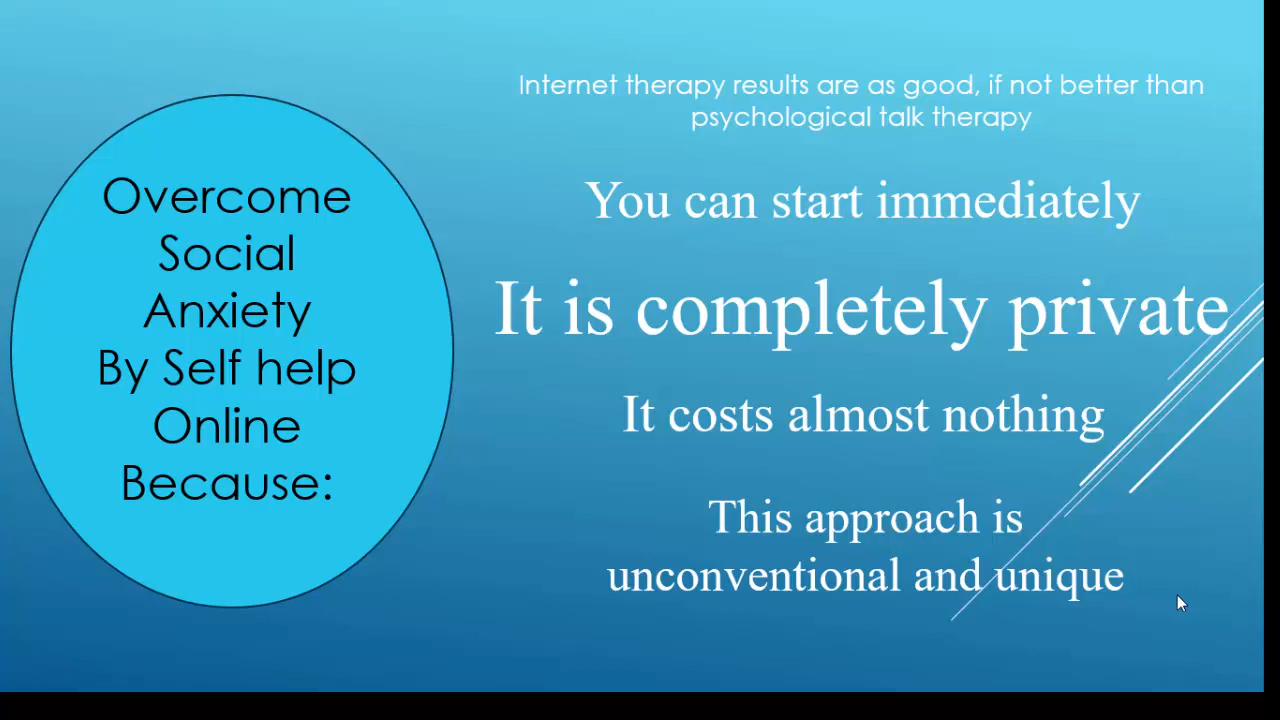 Overcome
Social
Anxiety
By Self help
Online
Because:
Internet therapy results are as good, if not better than
psychological talk therapy
You can start immediately
It is completely private
It costs almost nothing
This approach is
unconventional and unique